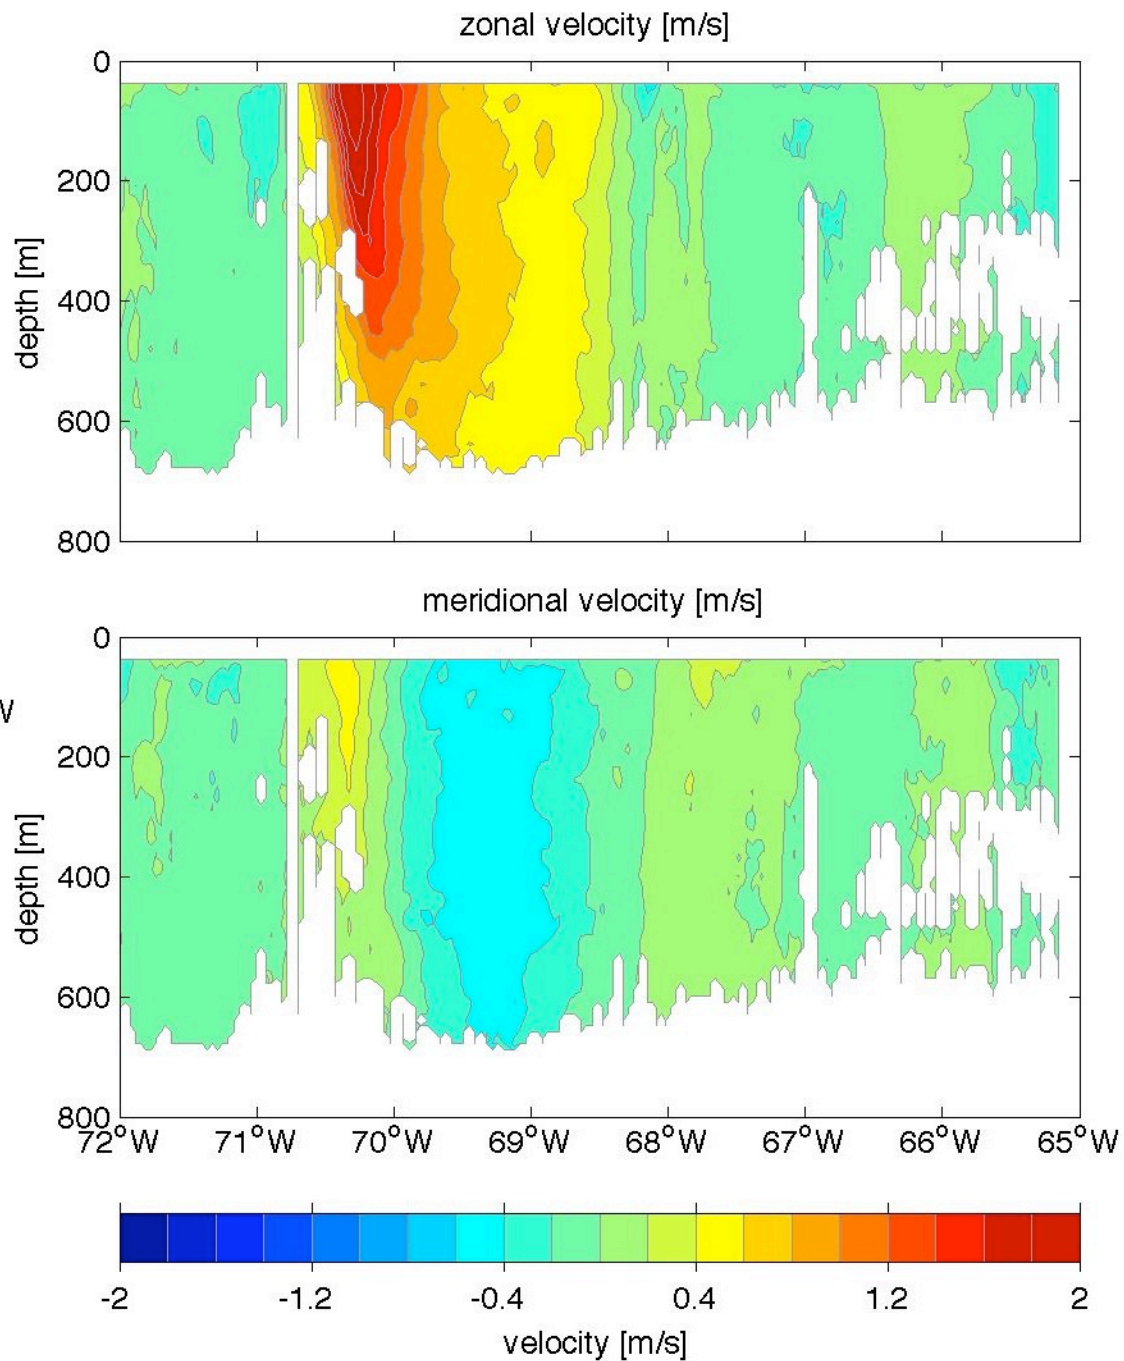 zonal velocity [m/s]
0
200
400
600
800
depth [m]
meridional velocity [m/s]
W
0
200
400
600
800
depth [m]
72°W 71°W 70°W 69°W 68°W 67°W 66°W 65°W
-2 -1.2 -0.4 0.4 1.2 2
velocity [m/s]